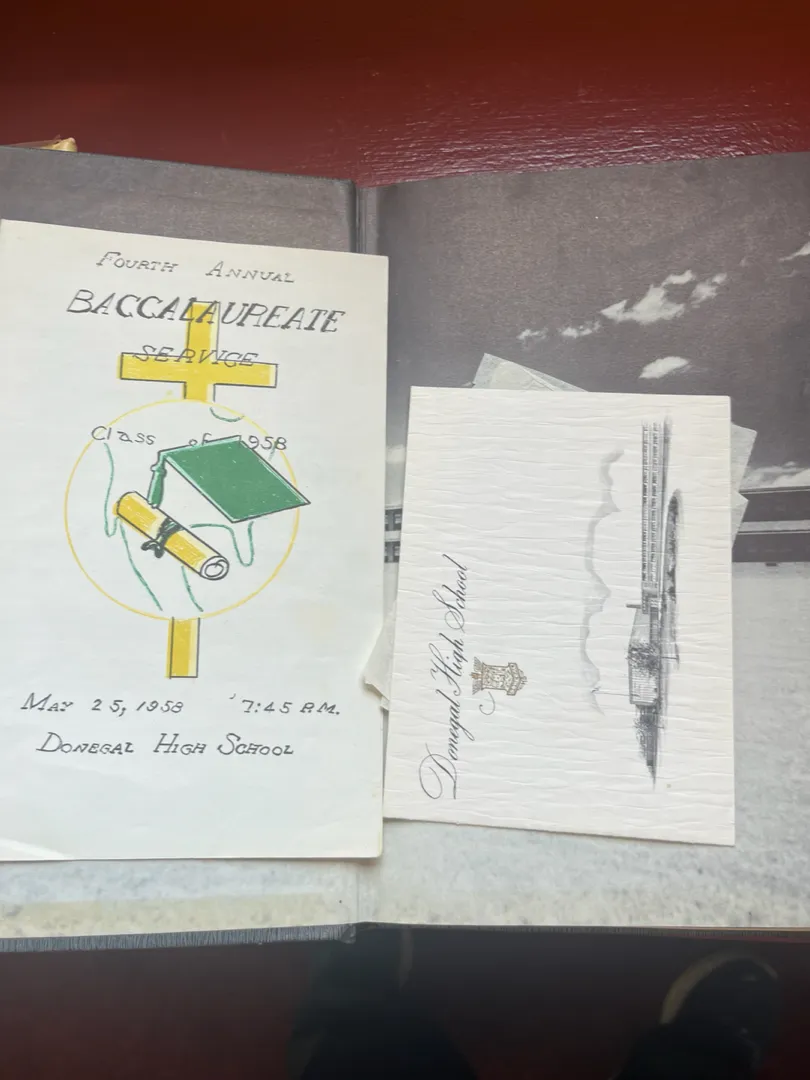 FOURTH ANNUAL
BACCALAUREATE
SERVICE
Class of 1958
MAY 25, 1958 7:45 P.M.
DONEGAL HIGH SCHOOL
Donegal High School